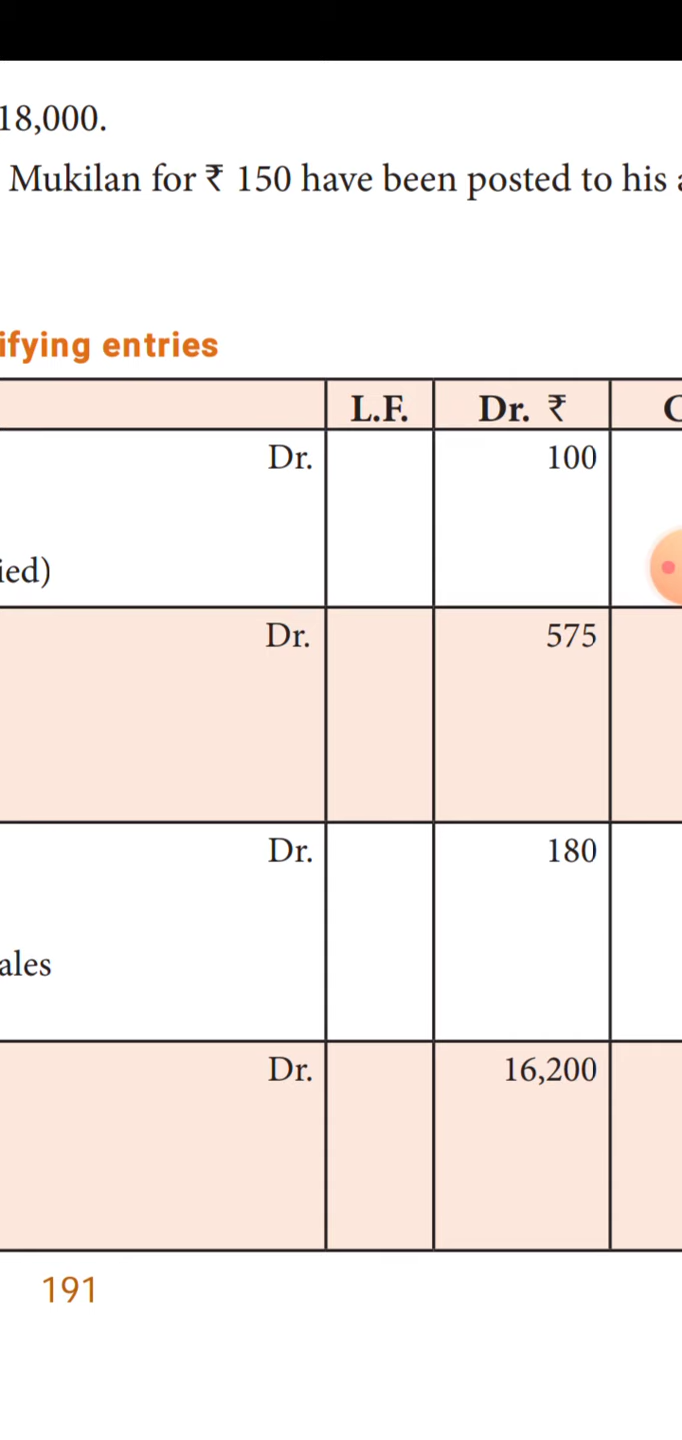 18,000.
Mukilan for ₹ 150 have been posted to his
ifying entries
L.F. Dr. ₹
Dr. 100
ied)
Dr. 575
Dr. 180
ales
Dr. 16,200
191